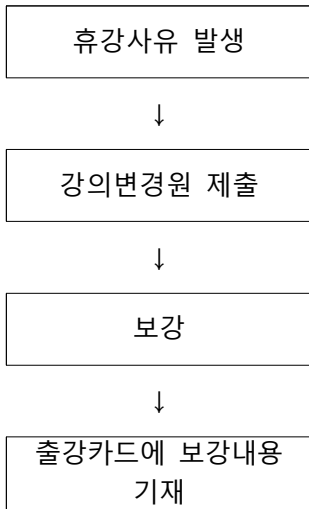 휴강사유 발생
↓
강의변경원 제출
↓
보강
↓
출강카드에 보강내용
기재